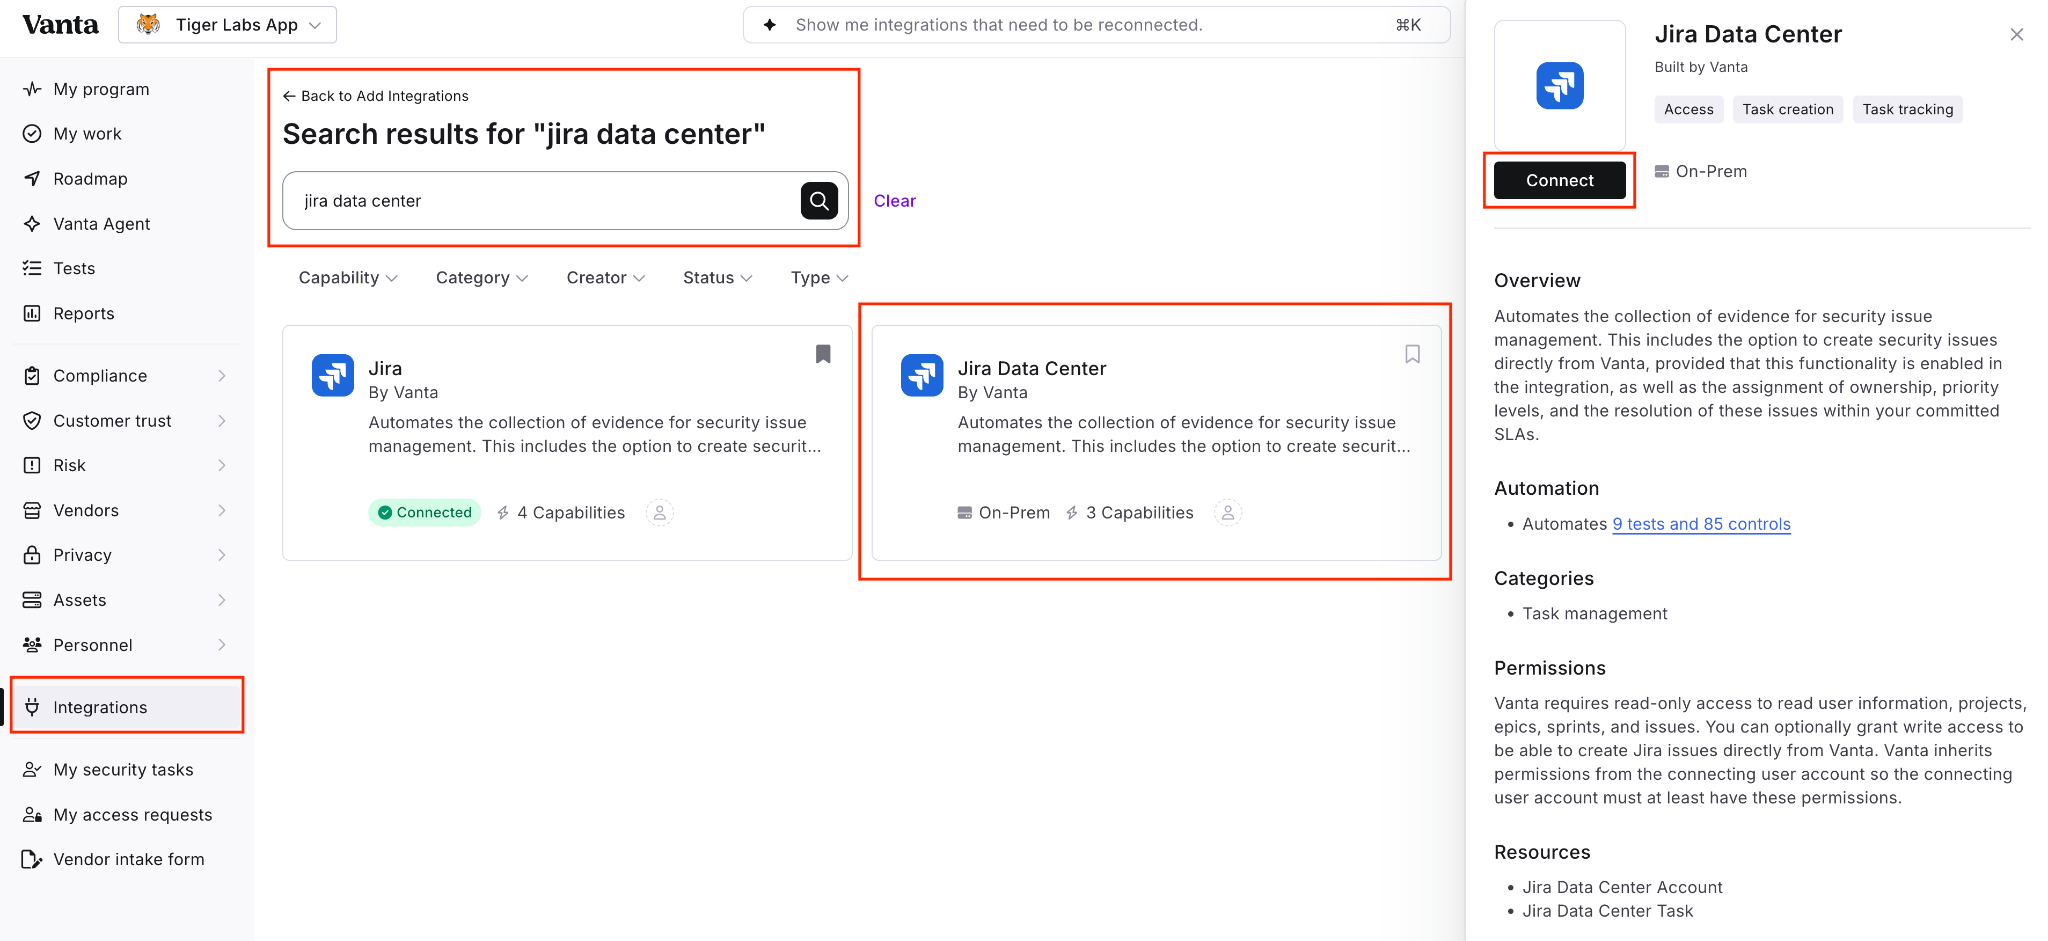 Vanta
Tiger Labs App
Show me integrations that need to be reconnected.
⌘K
My program
My work
Roadmap
Vanta Agent
Tests
Reports
Compliance
Customer trust
Risk
Vendors
Privacy
Assets
Personnel
Integrations
My security tasks
My access requests
Vendor intake form
← Back to Add Integrations
Search results for "jira data center"
jira data center
Clear
Capability
Category
Creator
Status
Type
Jira
By Vanta
Automates the collection of evidence for security issue
management. This includes the option to create securit...
Connected
4 Capabilities
Jira Data Center
By Vanta
Automates the collection of evidence for security issue
management. This includes the option to create securit...
On-Prem
3 Capabilities
Jira Data Center
Built by Vanta
Access
Task creation
Task tracking
Connect
On-Prem
Overview
Automates the collection of evidence for security issue
management. This includes the option to create security issues
directly from Vanta, provided that this functionality is enabled in
the integration, as well as the assignment of ownership, priority
levels, and the resolution of these issues within your committed
SLAs.
Automation
• Automates 9 tests and 85 controls
Categories
• Task management
Permissions
Vanta requires read-only access to read user information, projects,
epics, sprints, and issues. You can optionally grant write access to
be able to create Jira issues directly from Vanta. Vanta inherits
permissions from the connecting user account so the connecting
user account must at least have these permissions.
Resources
• Jira Data Center Account
• Jira Data Center Task